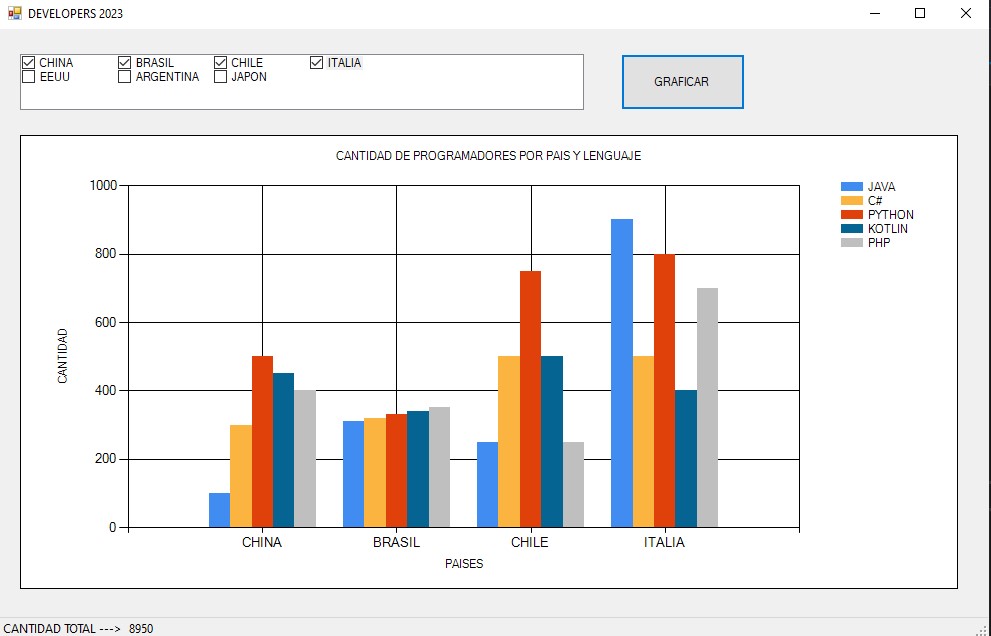 DEVELOPERS 2023
CHINA BRASIL CHILE ITALIA
EEUU ARGENTINA JAPON
GRAFICAR
CANTIDAD DE PROGRAMADORES POR PAIS Y LENGUAJE
1000
800
600
400
200
0
CANTIDAD
CHINA BRASIL CHILE ITALIA
PAISES
JAVA
C#
PYTHON
KOTLIN
PHP
CANTIDAD TOTAL ---> 8950